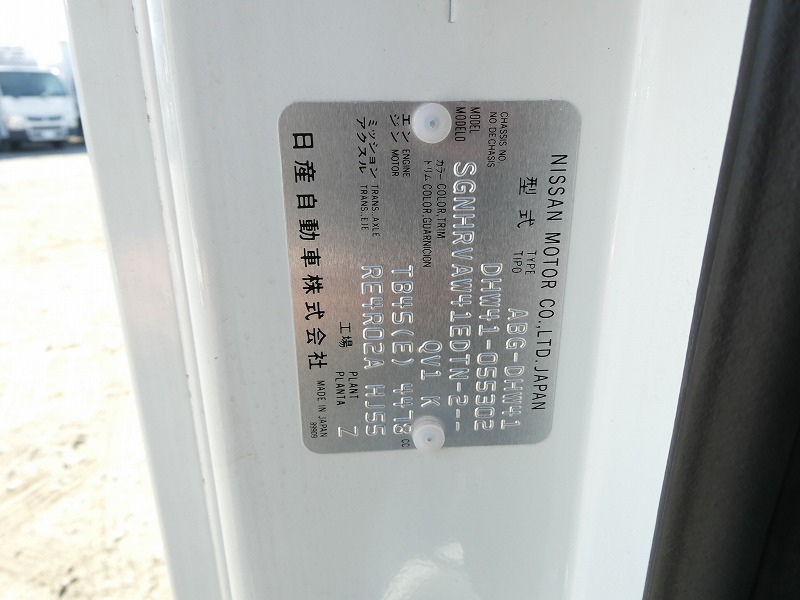 NISSAN MOTOR CO.,LTD. JAPAN
型式 TYPE TIPO ABG-DHW41
CHASSIS NO. NO DE CHASIS DHW41-055302
MODEL MODELO SGNHRVAW41EDTN-2--
カラー トリム COLOR,TRIM COLOR,GUARNICION QV1 K
エンジン ENGINE MOTOR TB45(E) 4478 CC
ミッション アクスル TRANS.,AXLE TRANS.,EJE RE4R02A HJ55
工場 PLANT PLANTA Z
日産自動車株式会社 MADE IN JAPAN 99909